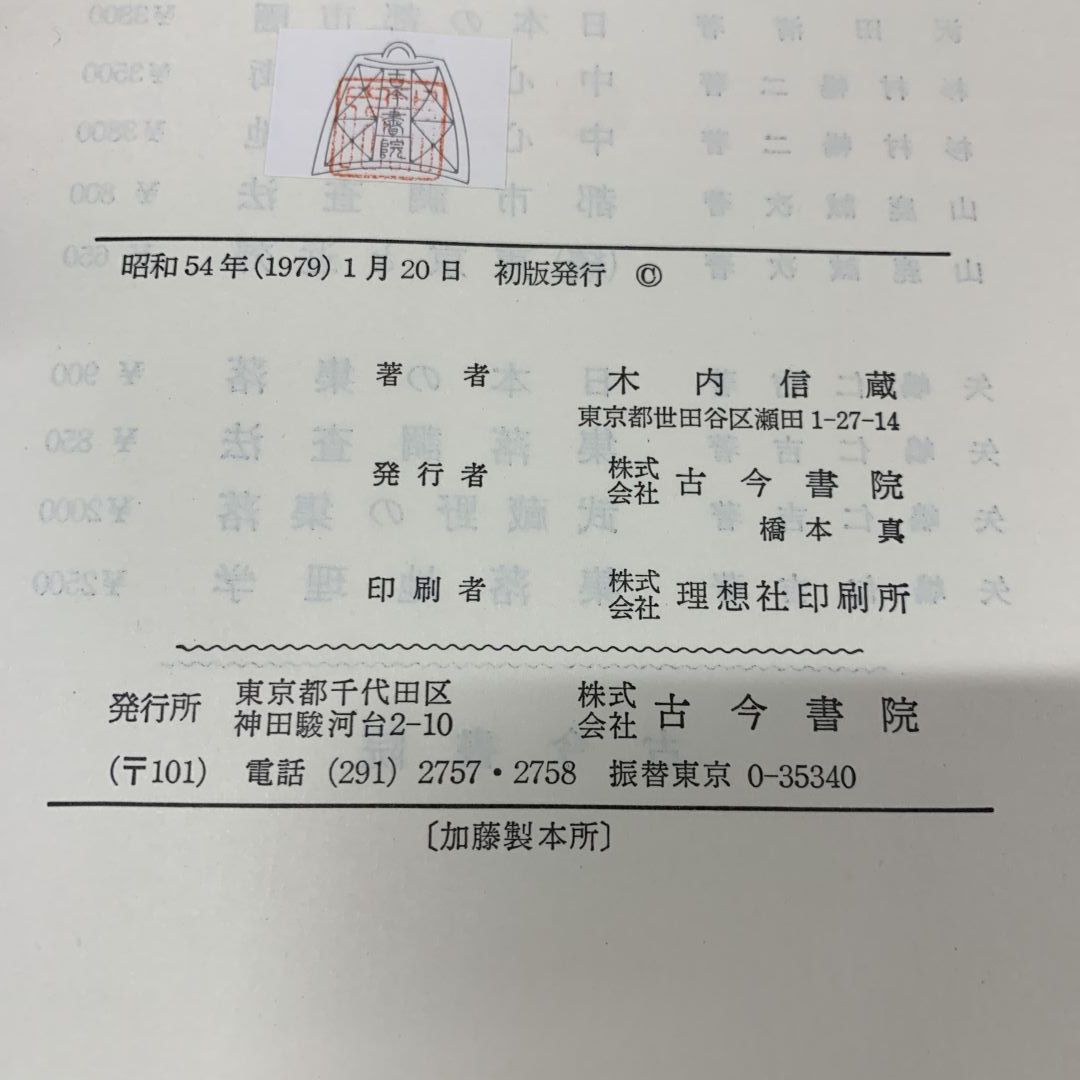 古今書院
昭和54年(1979)1月20日 初版発行 ©
著者 木内信蔵
東京都世田谷区瀬田1-27-14
発行者 株式会社 古今書院
橋本真
印刷者 株式会社 理想社印刷所
発行所 東京都千代田区神田駿河台2-10 株式会社 古今書院
(〒101) 電話 (291) 2757・2758 振替東京 0-35340
〔加藤製本所〕